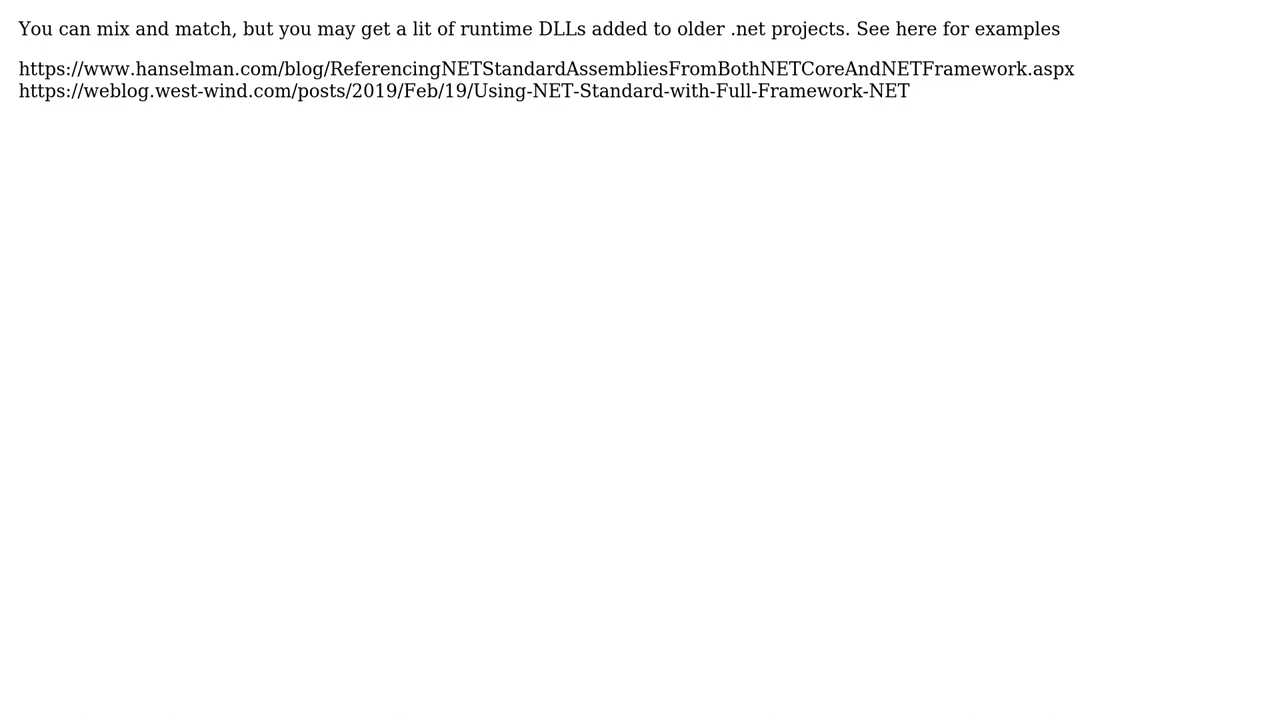 You can mix and match, but you may get a lit of runtime DLLs added to older .net projects. See here for examples
https://www.hanselman.com/blog/ReferencingNETStandardAssembliesFromBothNETCoreAndNETFramework.aspx
https://weblog.west-wind.com/posts/2019/Feb/19/Using-NET-Standard-with-Full-Framework-NET